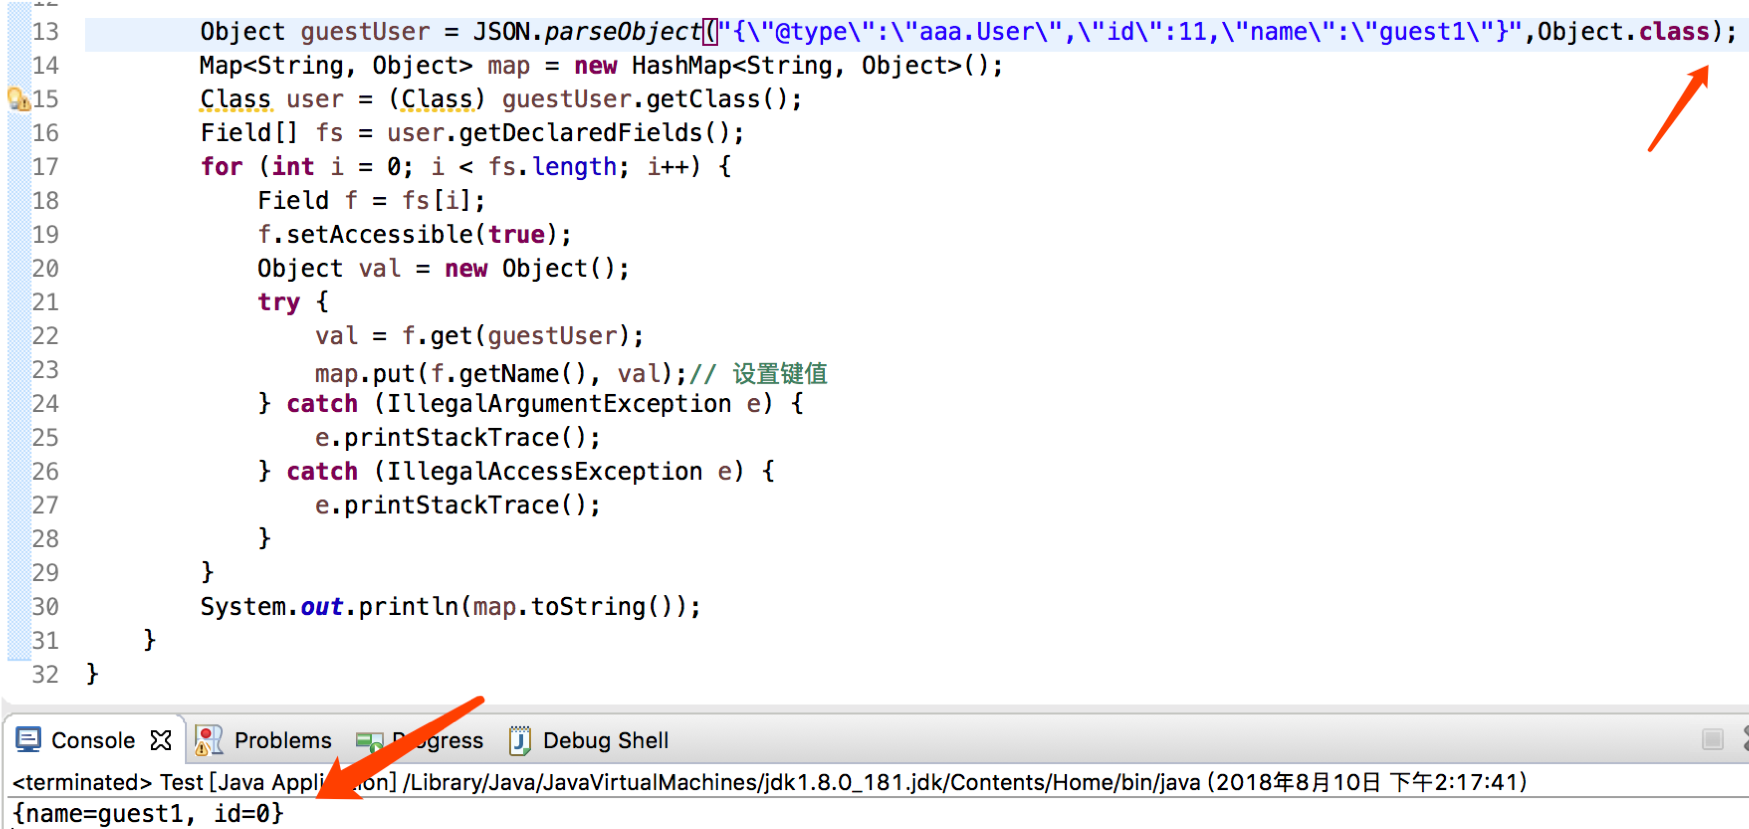 13 Object guestUser = JSON.parseObject("{\"@type\":\"aaa.User\",\"id\":11,\"name\":\"guest1\"}",Object.class);
14 Map<String, Object> map = new HashMap<String, Object>();
15 Class user = (Class) guestUser.getClass();
16 Field[] fs = user.getDeclaredFields();
17 for (int i = 0; i < fs.length; i++) {
18 Field f = fs[i];
19 f.setAccessible(true);
20 Object val = new Object();
21 try {
22 val = f.get(guestUser);
23 map.put(f.getName(), val);// 设置键值
24 } catch (IllegalArgumentException e) {
25 e.printStackTrace();
26 } catch (IllegalAccessException e) {
27 e.printStackTrace();
28 }
29 }
30 System.out.println(map.toString());
31 }
32 }
Console Problems Progress Debug Shell
<terminated> Test [Java Application] /Library/Java/JavaVirtualMachines/jdk1.8.0_181.jdk/Contents/Home/bin/java (2018年8月10日 下午2:17:41)
{name=guest1, id=0}